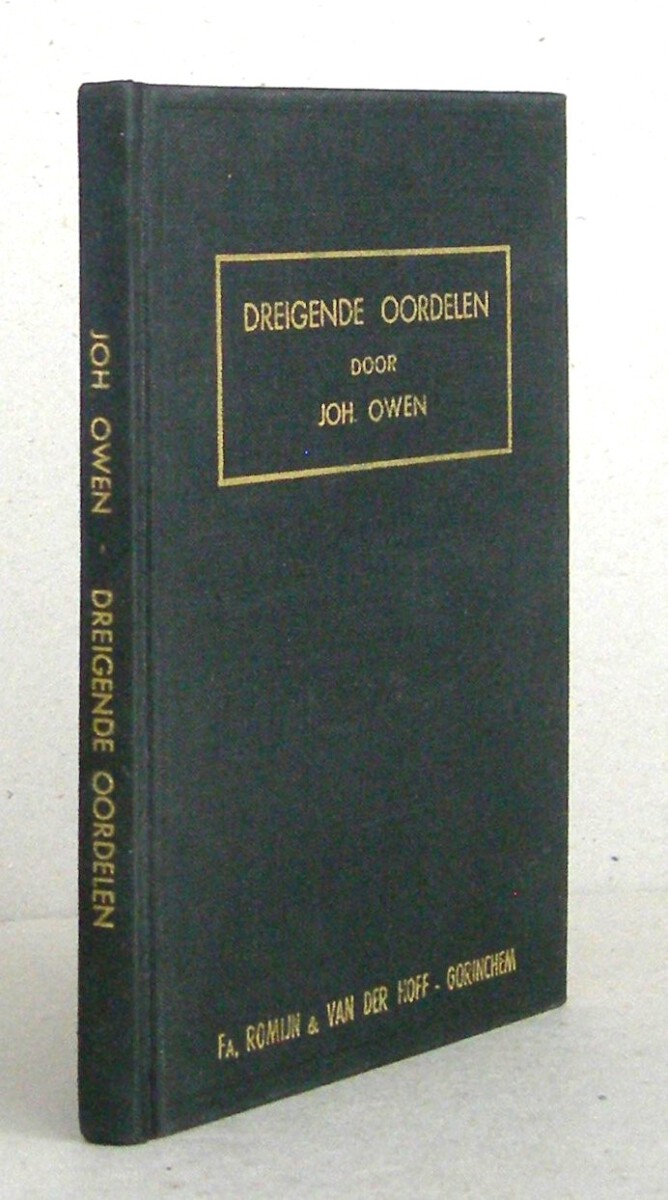 JOH OWEN - DREIGENDE OORDELEN
DREIGENDE OORDELEN
DOOR
JOH. OWEN
FA. ROMIJN & VAN DER HOFF - GORINCHEM